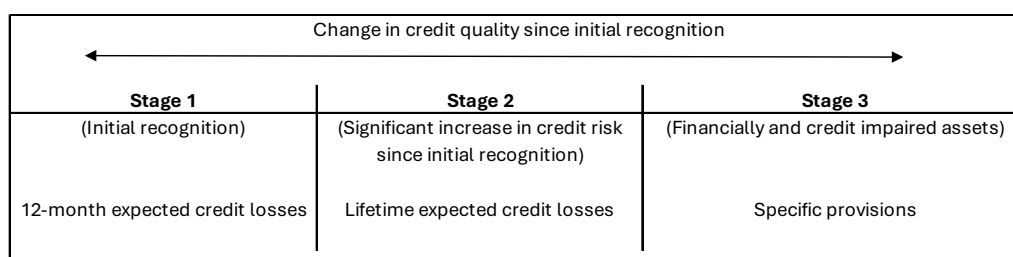 Change in credit quality since initial recognition
Stage 1
Stage 2
Stage 3
(Initial recognition)
(Significant increase in credit risk
since initial recognition)
(Financially and credit impaired assets)
12-month expected credit losses
Lifetime expected credit losses
Specific provisions